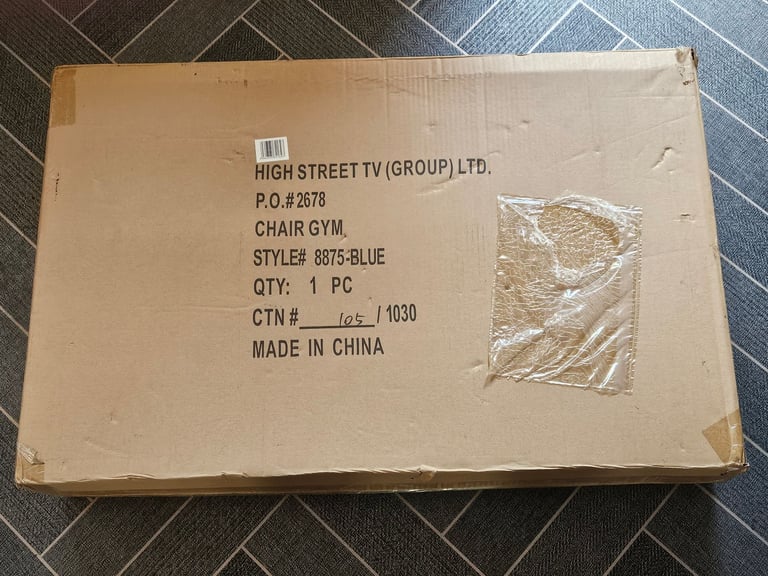 HIGH STREET TV (GROUP) LTD.
P.O.#2678
CHAIR GYM
STYLE# 8875-BLUE
QTY: 1 PC
CTN # 105 / 1030
MADE IN CHINA